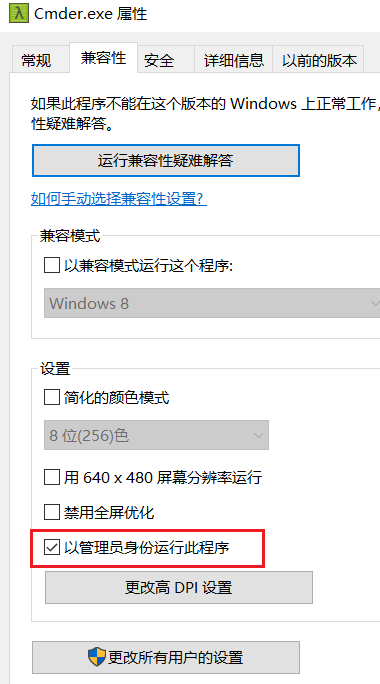 λ Cmder.exe 属性
常规 兼容性 安全 详细信息 以前的版本
如果此程序不能在这个版本的 Windows 上正常工作,
性疑难解答。
运行兼容性疑难解答
如何手动选择兼容性设置?
兼容模式
以兼容模式运行这个程序:
Windows 8
设置
简化的颜色模式
8 位(256)色
用 640 x 480 屏幕分辨率运行
禁用全屏优化
以管理员身份运行此程序
更改高 DPI 设置
更改所有用户的设置